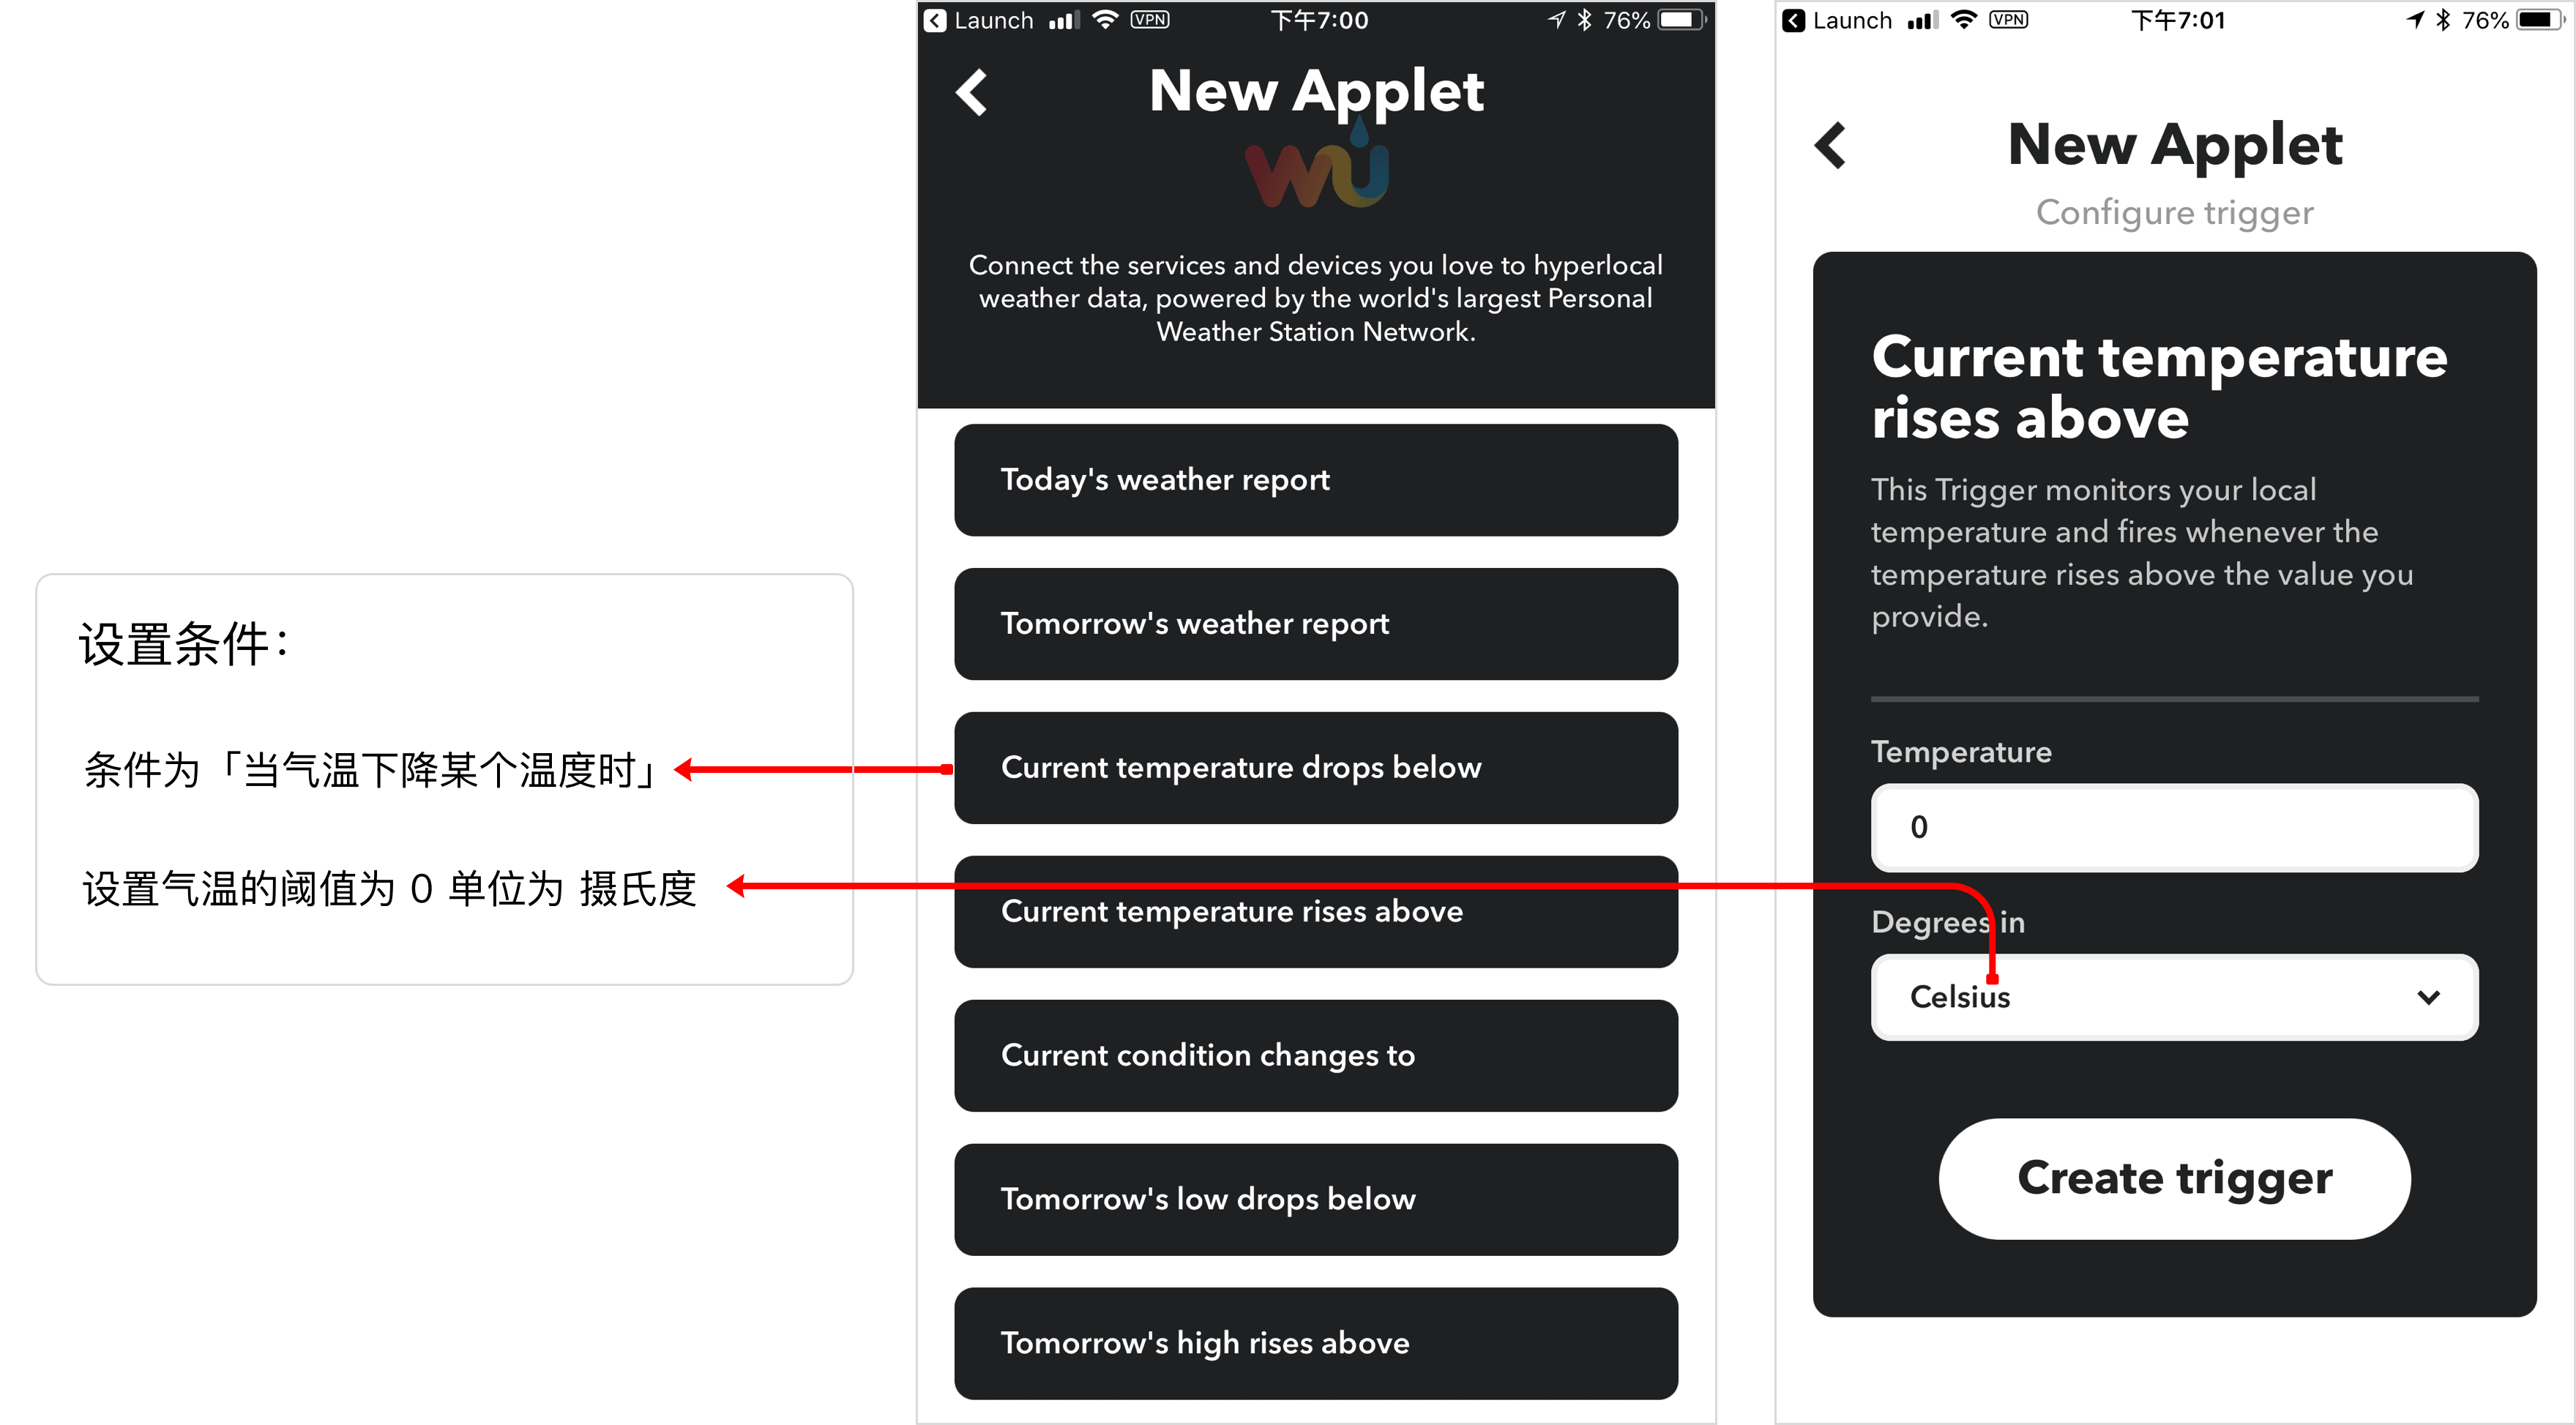 设置条件：
条件为「当气温下降某个温度时」
设置气温的阈值为 0 单位为 摄氏度
Launch VPN 下午7:00 76%
New Applet
wu
Connect the services and devices you love to hyperlocal
weather data, powered by the world's largest Personal
Weather Station Network.
Today's weather report
Tomorrow's weather report
Current temperature drops below
Current temperature rises above
Current condition changes to
Tomorrow's low drops below
Tomorrow's high rises above
Launch VPN 下午7:01 76%
New Applet
Configure trigger
Current temperature
rises above
This Trigger monitors your local
temperature and fires whenever the
temperature rises above the value you
provide.
Temperature
0
Degrees in
Celsius
Create trigger